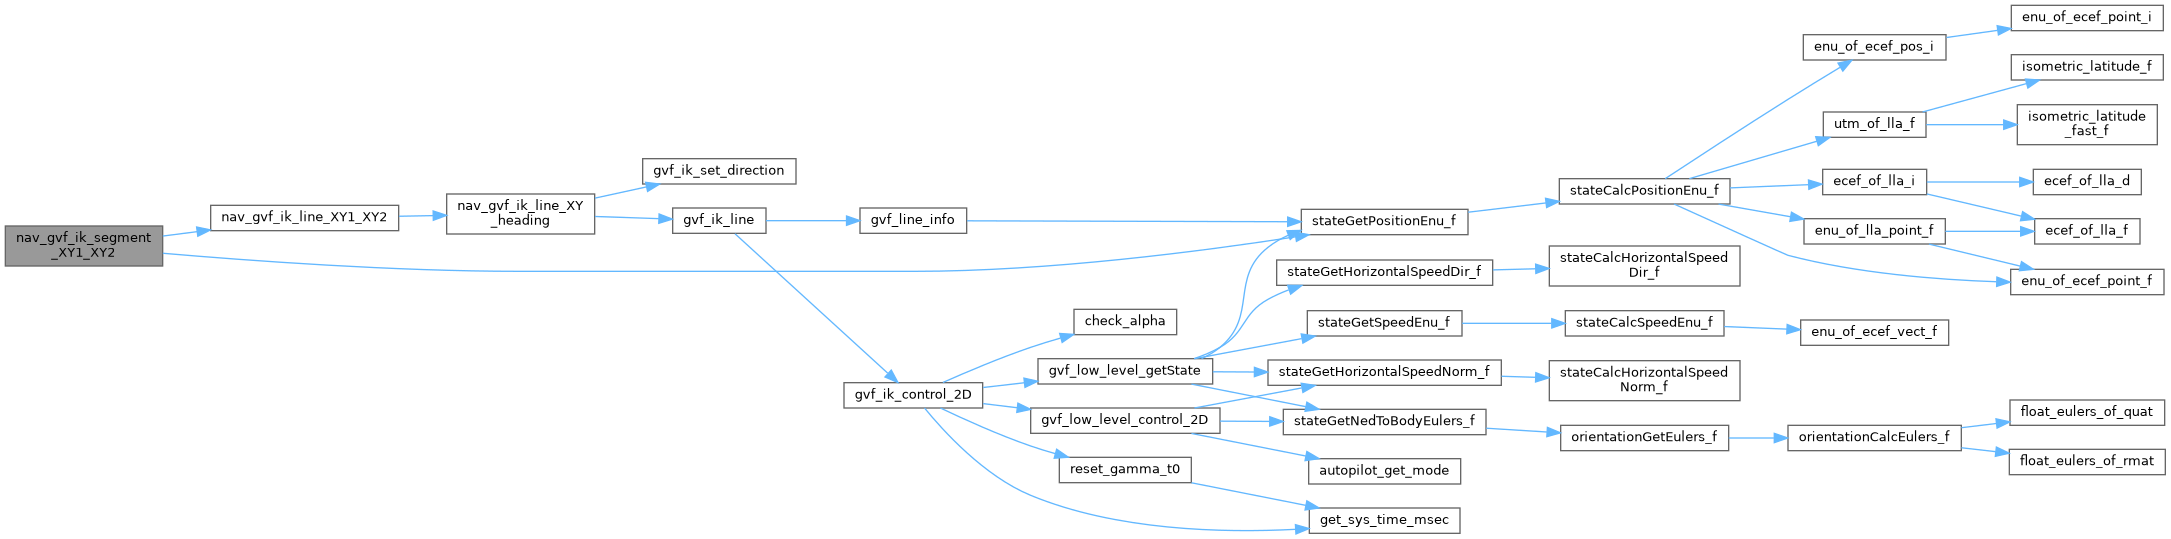 nav_gvf_ik_segment
_XY1_XY2
nav_gvf_ik_line_XY1_XY2
nav_gvf_ik_line_XY
_heading
gvf_ik_set_direction
gvf_ik_line
gvf_line_info
gvf_ik_control_2D
check_alpha
gvf_low_level_getState
gvf_low_level_control_2D
reset_gamma_t0
stateGetPositionEnu_f
stateGetHorizontalSpeedDir_f
stateGetSpeedEnu_f
stateGetHorizontalSpeedNorm_f
stateGetNedToBodyEulers_f
autopilot_get_mode
get_sys_time_msec
stateCalcPositionEnu_f
stateCalcHorizontalSpeed
Dir_f
stateCalcSpeedEnu_f
stateCalcHorizontalSpeed
Norm_f
orientationGetEulers_f
enu_of_ecef_pos_i
utm_of_lla_f
ecef_of_lla_i
enu_of_lla_point_f
enu_of_ecef_vect_f
orientationCalcEulers_f
enu_of_ecef_point_i
isometric_latitude_f
isometric_latitude
_fast_f
ecef_of_lla_d
ecef_of_lla_f
enu_of_ecef_point_f
float_eulers_of_quat
float_eulers_of_rmat